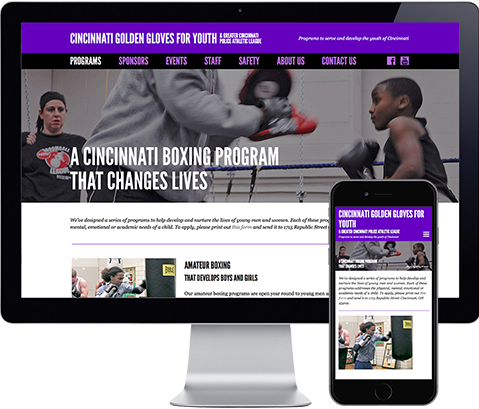 CINCINNATI GOLDEN GLOVES FOR YOUTH
A GREATER CINCINNATI
POLICE ATHLETIC LEAGUE
Programs to serve and develop the youth of Cincinnati
PROGRAMS SPONSORS EVENTS STAFF SAFETY ABOUT US CONTACT US
A CINCINNATI BOXING PROGRAM
THAT CHANGES LIVES
We've designed a series of programs to help develop and nurture the lives of young men and women. Each of these
mental, emotional or academic needs of a child. To apply, please print out this form and send it to 1715 Republic Street
AMATEUR BOXING
THAT DEVELOPS BOYS AND GIRLS
Our amateur boxing programs are open year round to young men
CINCINNATI GOLDEN GLOVES FOR
YOUTH
A GREATER CINCINNATI POLICE ATHLETIC LEAGUE
Programs to serve and develop the youth of Cincinnati
A CINCINNATI BOXING PROGRAM
THAT CHANGES LIVES
We've designed a series of programs to help develop and
nurture the lives of young men and women. Each of these
programs addresses the physical, mental, emotional or
academic needs of a child. To apply, please print out this
form and send it to 1715 Republic Street Cincinnati, OH